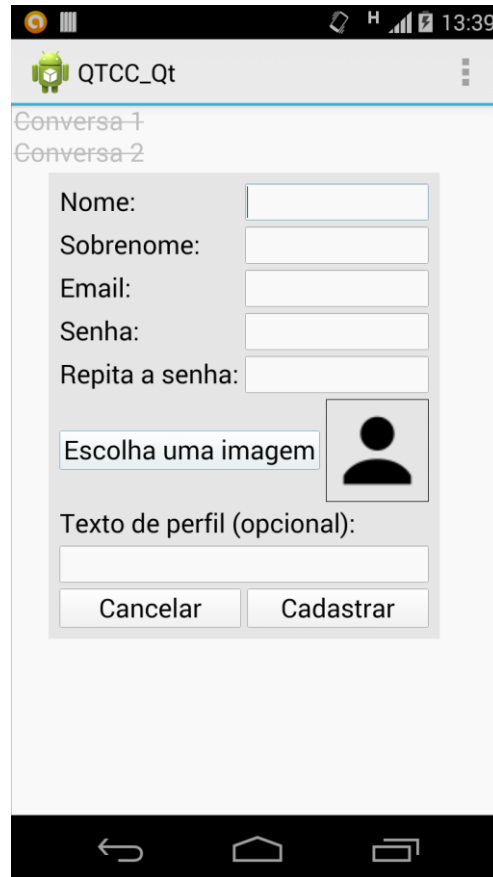 H 13:39
QTCC_Qt
Conversa 1
Conversa 2
Nome:
Sobrenome:
Email:
Senha:
Repita a senha:
Escolha uma imagem
Texto de perfil (opcional):
Cancelar Cadastrar